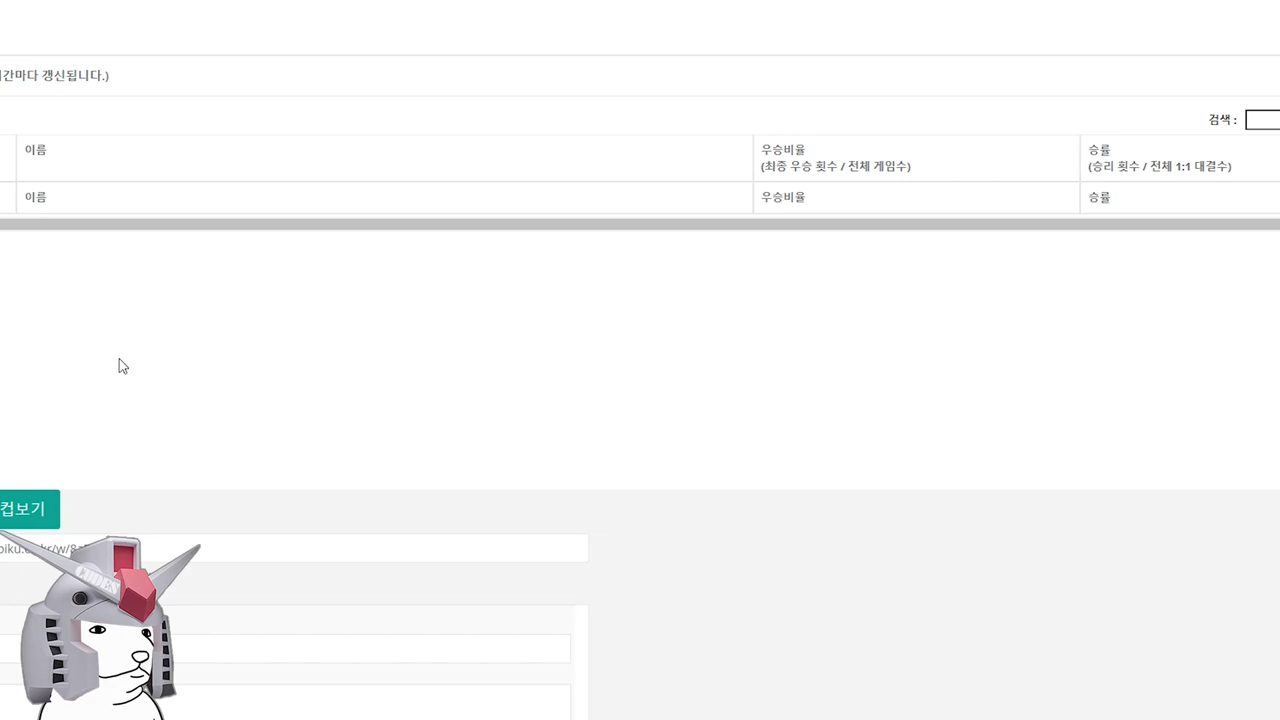 간마다 갱신됩니다.)
검색 :
이름
우승비율
(최종 우승 횟수 / 전체 게임수)
승률
(승리 횟수 / 전체 1:1 대결수)
이름
우승비율
승률
컵보기
CUDES